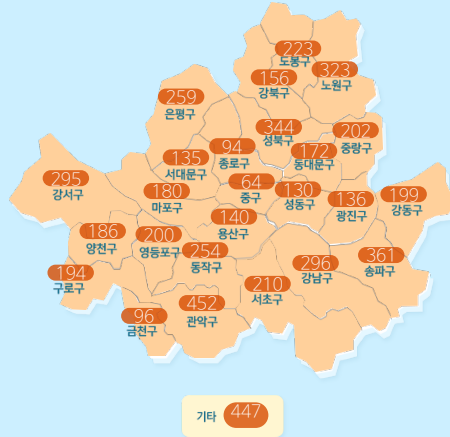 223
도봉구
323
노원구
156
강북구
259
은평구
344
성북구
202
중랑구
94
종로구
172
동대문구
135
서대문구
295
강서구
180
마포구
64
중구
130
성동구
136
광진구
199
강동구
140
용산구
186
양천구
200
영등포구
254
동작구
361
송파구
296
강남구
194
구로구
210
서초구
452
관악구
96
금천구
기타 447